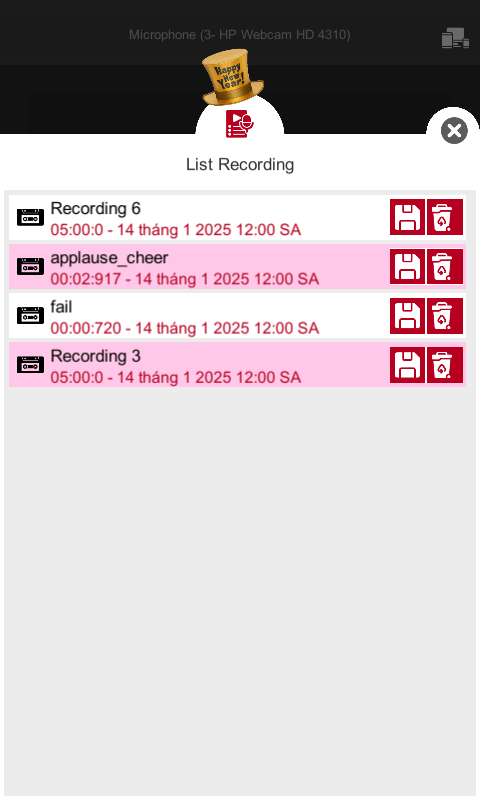 Microphone (3- HP Webcam HD 4310)
Happy
New
Year!
List Recording
Recording 6
05:00:0 - 14 tháng 1 2025 12:00 SA
applause_cheer
00:02:917 - 14 tháng 1 2025 12:00 SA
fail
00:00:720 - 14 tháng 1 2025 12:00 SA
Recording 3
05:00:0 - 14 tháng 1 2025 12:00 SA